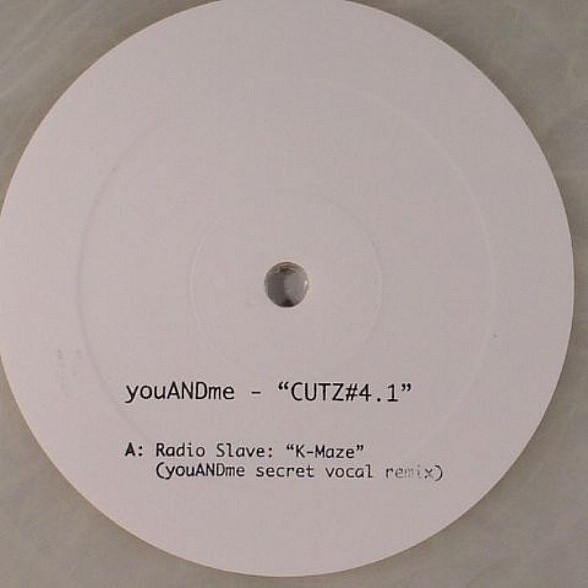 youANDme - “CUTZ#4.1”
A: Radio Slave: “K-Maze”
(youANDme secret vocal remix)